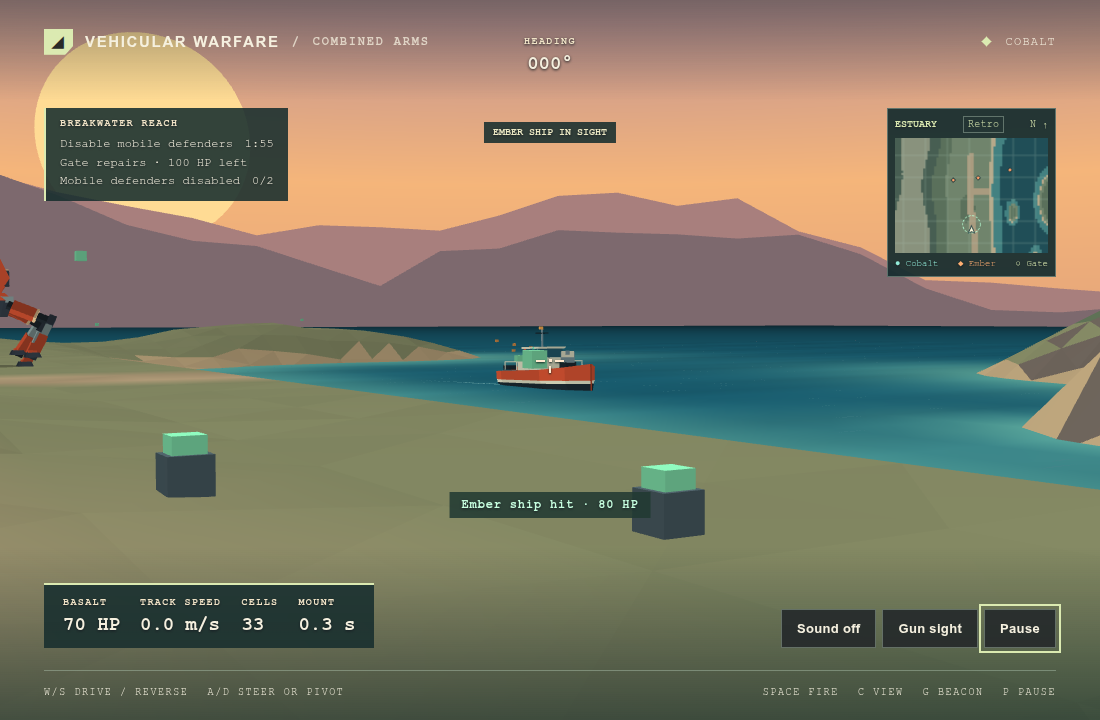 VEHICULAR WARFARE / COMBINED ARMS
HEADING
000°
COBALT
BREAKWATER REACH
Disable mobile defenders 1:55
Gate repairs · 100 HP left
Mobile defenders disabled 0/2
EMBER SHIP IN SIGHT
ESTUARY Retro N ↑
Cobalt Ember Gate
Ember ship hit · 80 HP
BASALT TRACK SPEED CELLS MOUNT
70 HP 0.0 m/s 33 0.3 s
Sound off Gun sight Pause
W/S DRIVE / REVERSE A/D STEER OR PIVOT
SPACE FIRE C VIEW G BEACON P PAUSE